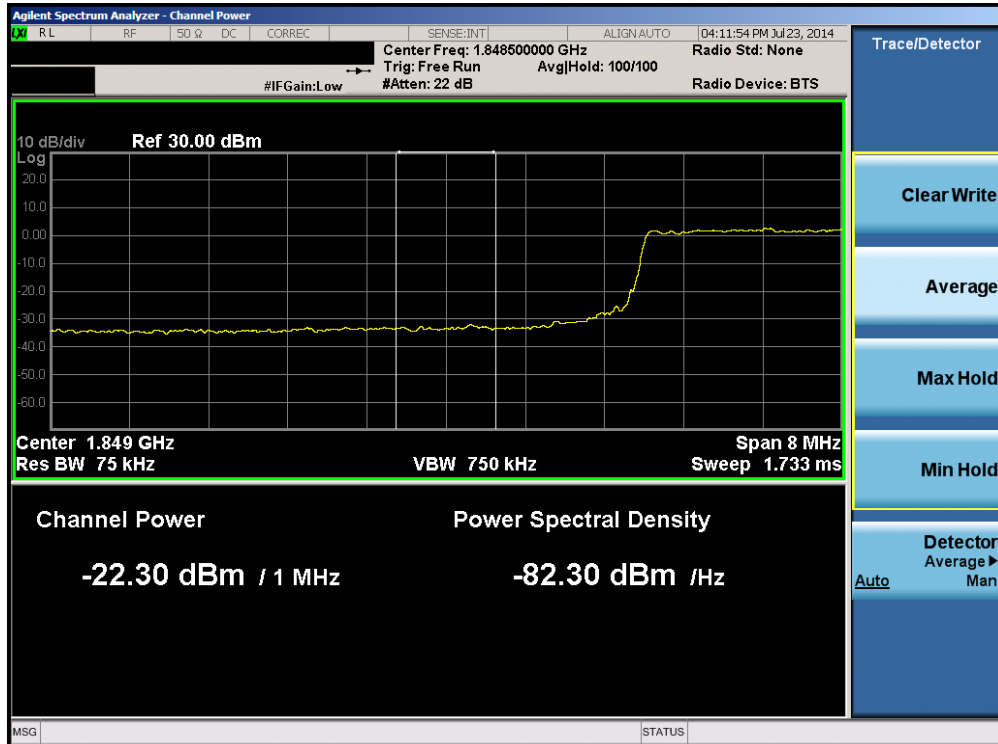 Agilent Spectrum Analyzer - Channel Power
LXI RL RF 50 Ω DC CORREC SENSE:INT ALIGN AUTO 04:11:54 PM Jul 23, 2014
Center Freq: 1.848500000 GHz Radio Std: None
Trig: Free Run Avg|Hold: 100/100
#IFGain:Low #Atten: 22 dB Radio Device: BTS
10 dB/div Ref 30.00 dBm
Log
20.0
10.0
0.00
-10.0
-20.0
-30.0
-40.0
-50.0
-60.0
Center 1.849 GHz Span 8 MHz
Res BW 75 kHz VBW 750 kHz Sweep 1.733 ms
Channel Power Power Spectral Density
-22.30 dBm / 1 MHz -82.30 dBm /Hz
MSG STATUS
Trace/Detector
Clear Write
Average
Max Hold
Min Hold
Detector
Average▶
Auto Man